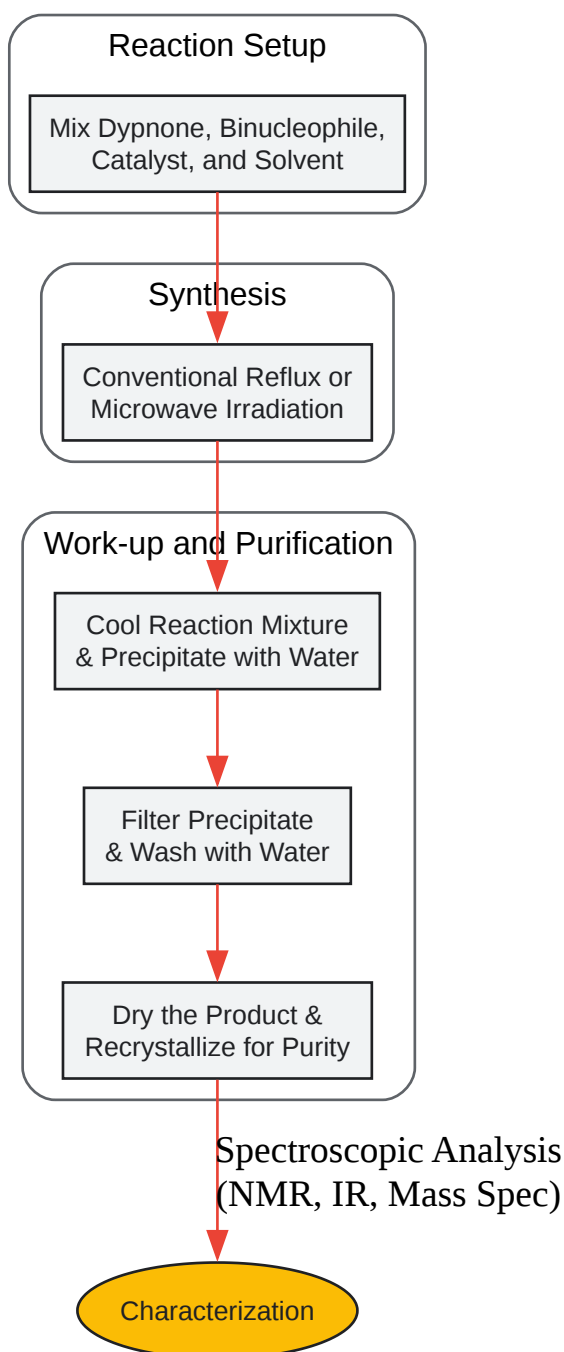 Reaction Setup
Mix Dypnone, Binucleophile,
Catalyst, and Solvent
Synthesis
Conventional Reflux or
Microwave Irradiation
Work-up and Purification
Cool Reaction Mixture
& Precipitate with Water
Filter Precipitate
& Wash with Water
Dry the Product &
Recrystallize for Purity
Spectroscopic Analysis
(NMR, IR, Mass Spec)
Characterization